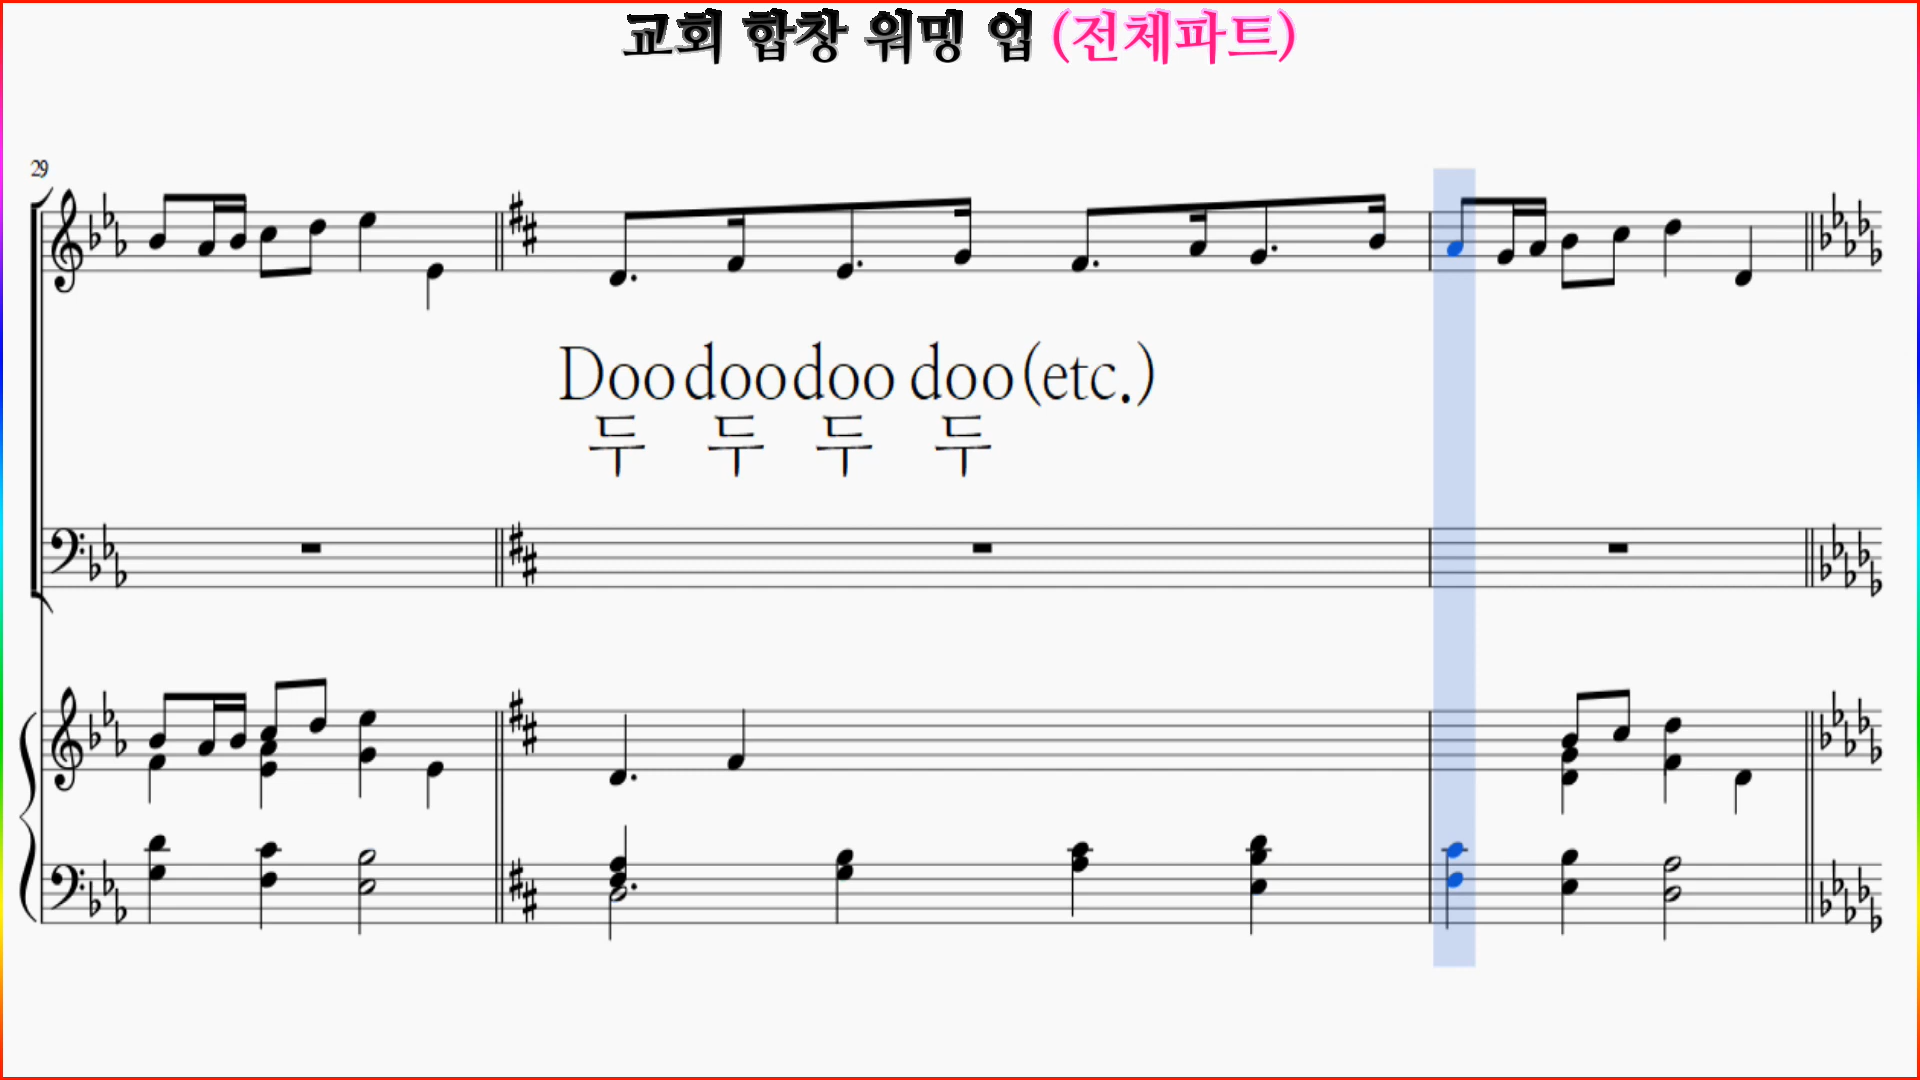 교회 합창 워밍 업 (전체파트)
29
Doo doo doo doo (etc.)
두 두 두 두